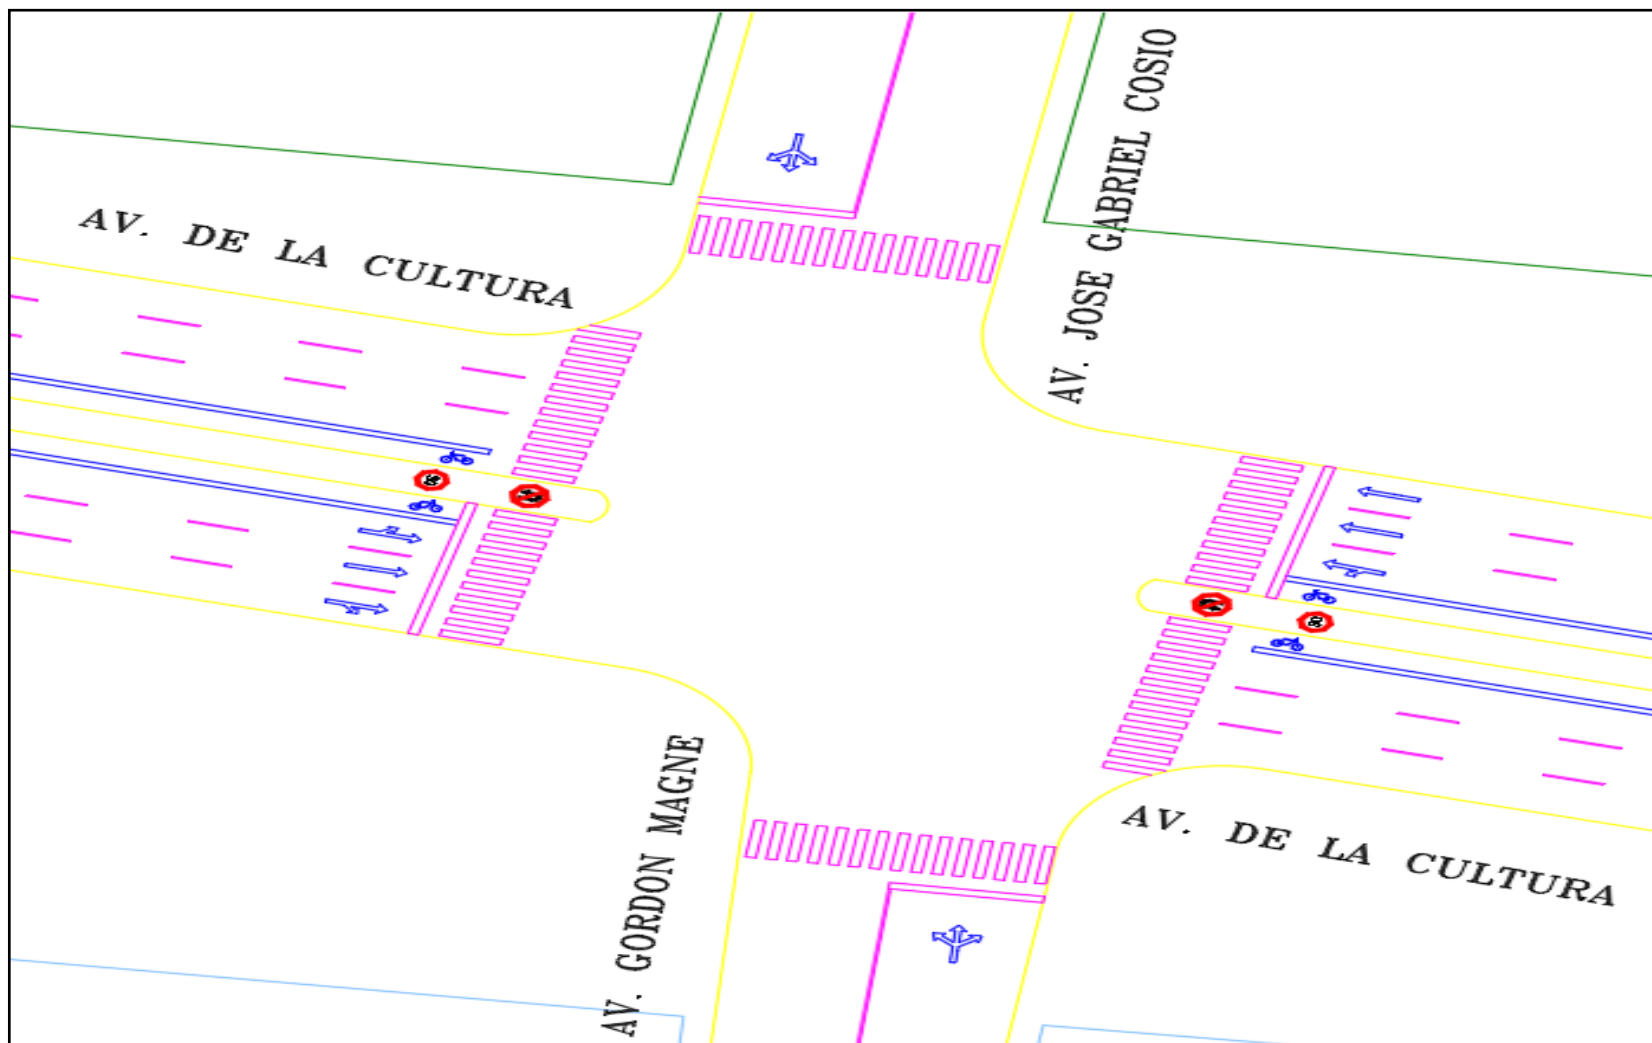 AV. JOSE GABRIEL COSIO
AV. DE LA CULTURA
AV. GORDON MAGNE
AV. DE LA CULTURA